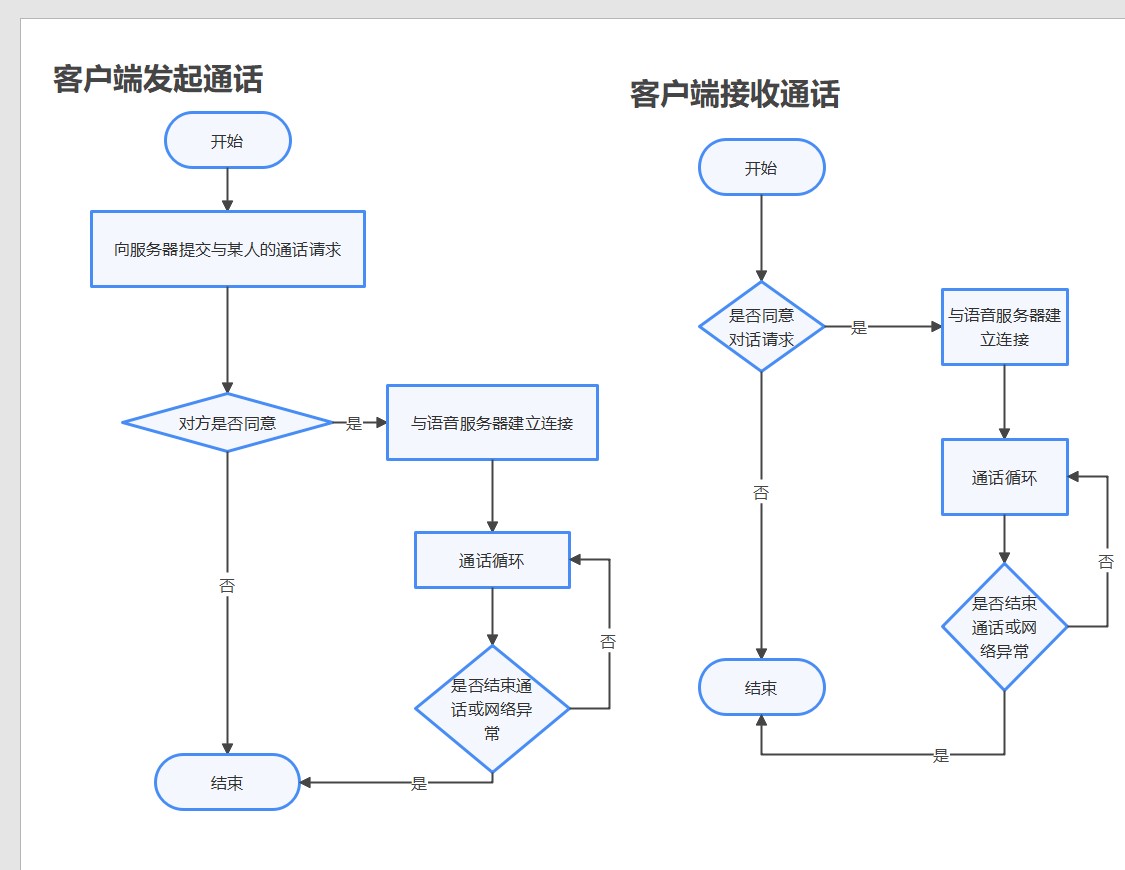 客户端发起通话
开始
向服务器提交与某人的通话请求
对方是否同意
是
与语音服务器建立连接
通话循环
否
否
是否结束通
话或网络异
常
结束
是
客户端接收通话
开始
是否同意
对话请求
是
与语音服务器建
立连接
通话循环
否
否
是否结束
通话或网
络异常
结束
是